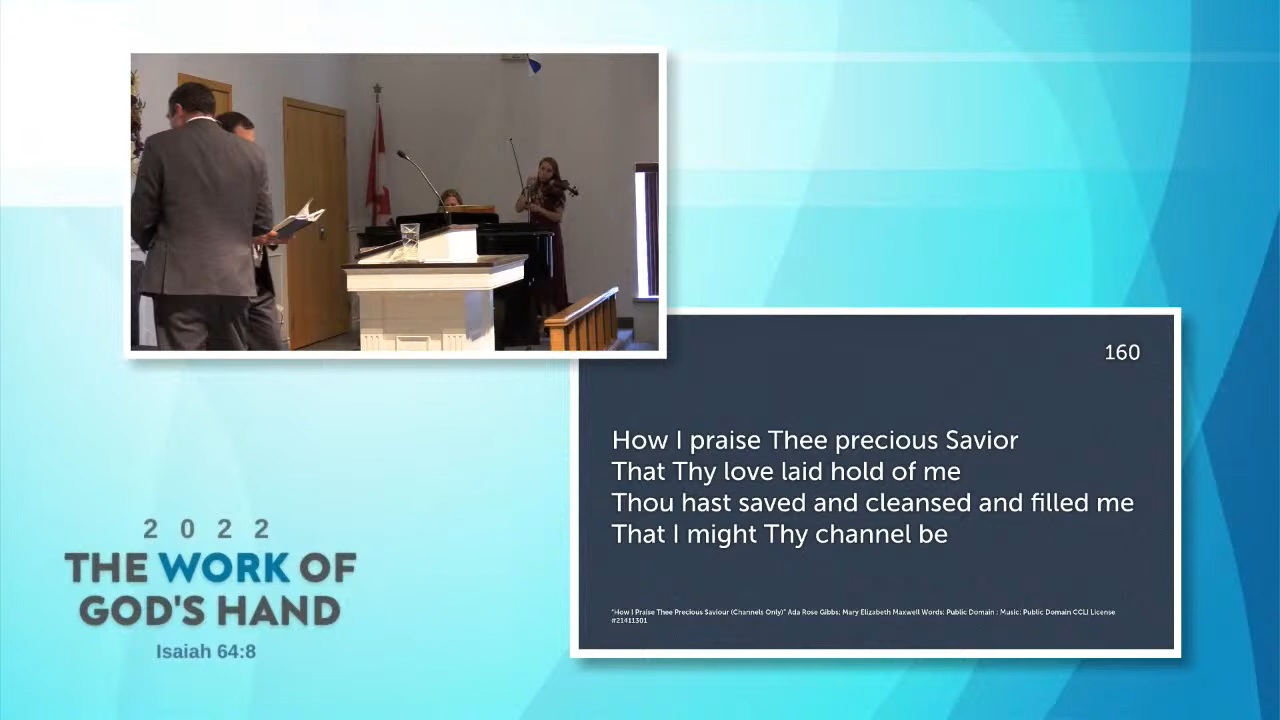 160
How I praise Thee precious Savior
That Thy love laid hold of me
Thou hast saved and cleansed and filled me
That I might Thy channel be
"How I Praise Thee Precious Saviour (Channels Only)" Ada Rose Gibbs; Mary Elizabeth Maxwell Words: Public Domain ; Music: Public Domain CCLI License
#21411301
2022
THE WORK OF
GOD'S HAND
Isaiah 64:8